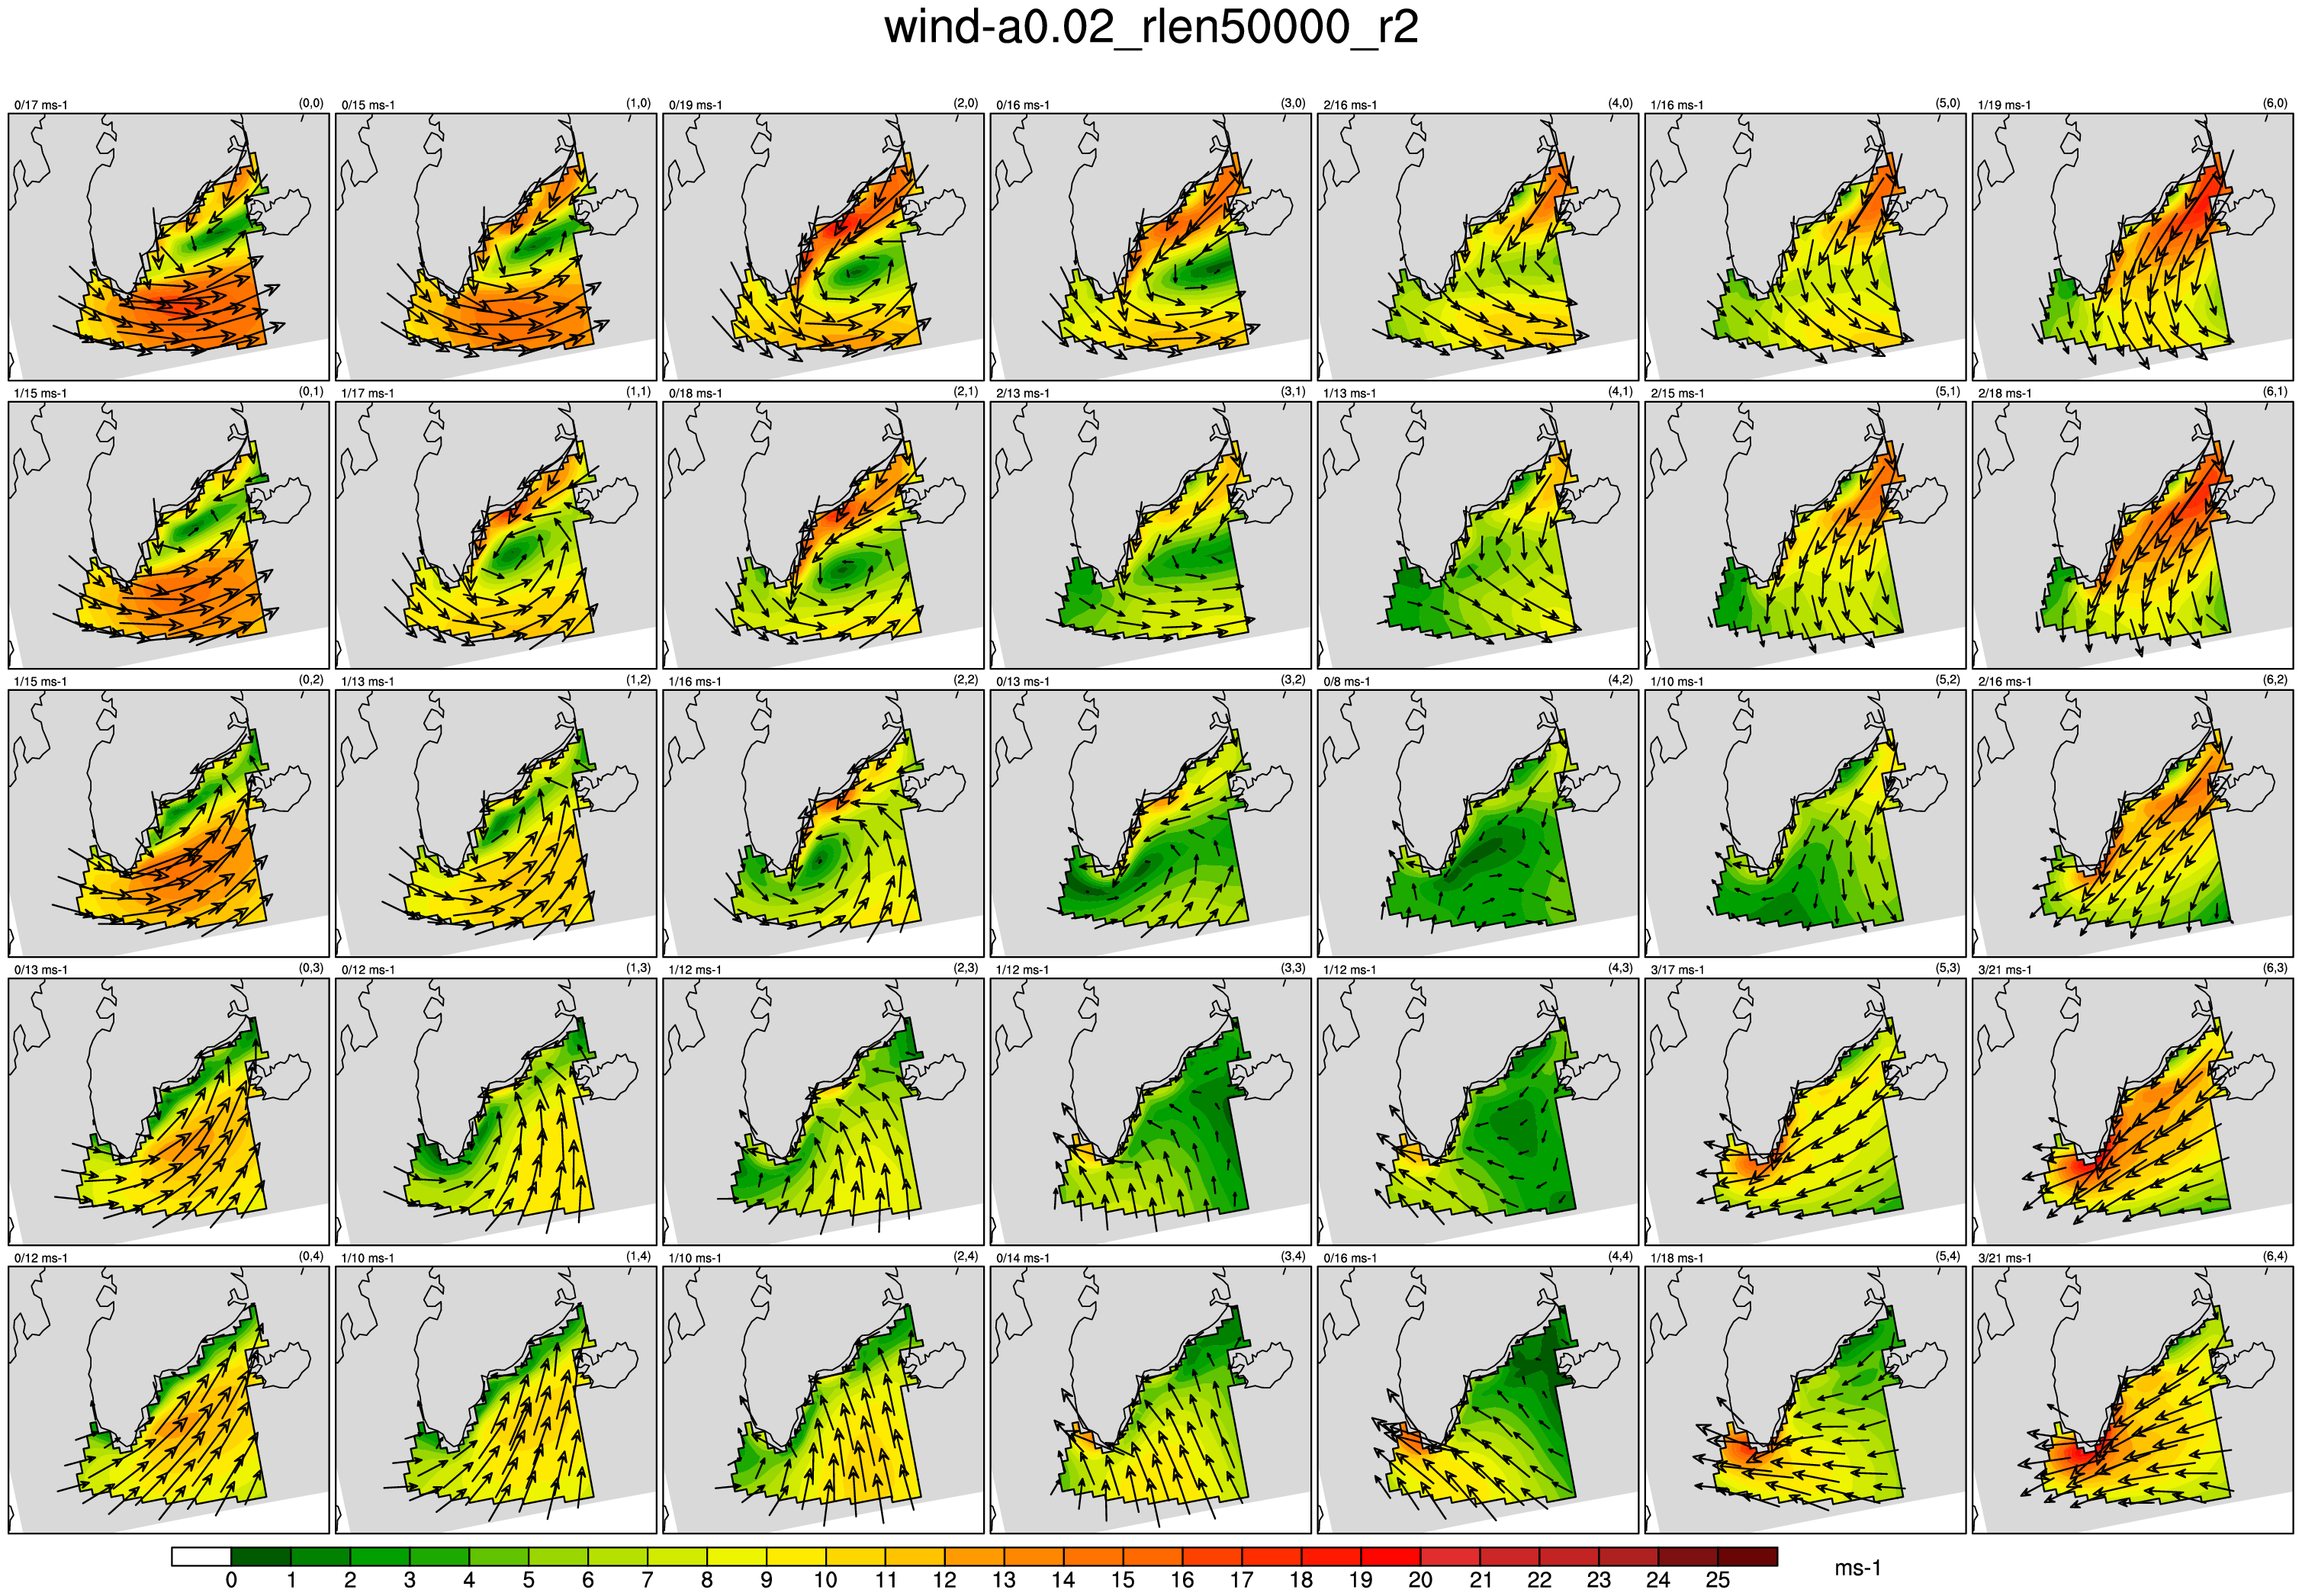 wind-a0.02_rlen50000_r2
0/17 ms-1 (0,0) 0/15 ms-1 (1,0) 0/19 ms-1 (2,0) 0/16 ms-1 (3,0) 2/16 ms-1 (4,0) 1/16 ms-1 (5,0) 1/19 ms-1 (6,0)
1/15 ms-1 (0,1) 1/17 ms-1 (1,1) 0/18 ms-1 (2,1) 2/13 ms-1 (3,1) 1/13 ms-1 (4,1) 2/15 ms-1 (5,1) 2/18 ms-1 (6,1)
1/15 ms-1 (0,2) 1/13 ms-1 (1,2) 1/16 ms-1 (2,2) 0/13 ms-1 (3,2) 0/8 ms-1 (4,2) 1/10 ms-1 (5,2) 2/16 ms-1 (6,2)
0/13 ms-1 (0,3) 0/12 ms-1 (1,3) 1/12 ms-1 (2,3) 1/12 ms-1 (3,3) 1/12 ms-1 (4,3) 3/17 ms-1 (5,3) 3/21 ms-1 (6,3)
0/12 ms-1 (0,4) 1/10 ms-1 (1,4) 1/10 ms-1 (2,4) 0/14 ms-1 (3,4) 0/16 ms-1 (4,4) 1/18 ms-1 (5,4) 3/21 ms-1 (6,4)
0 1 2 3 4 5 6 7 8 9 10 11 12 13 14 15 16 17 18 19 20 21 22 23 24 25 ms-1